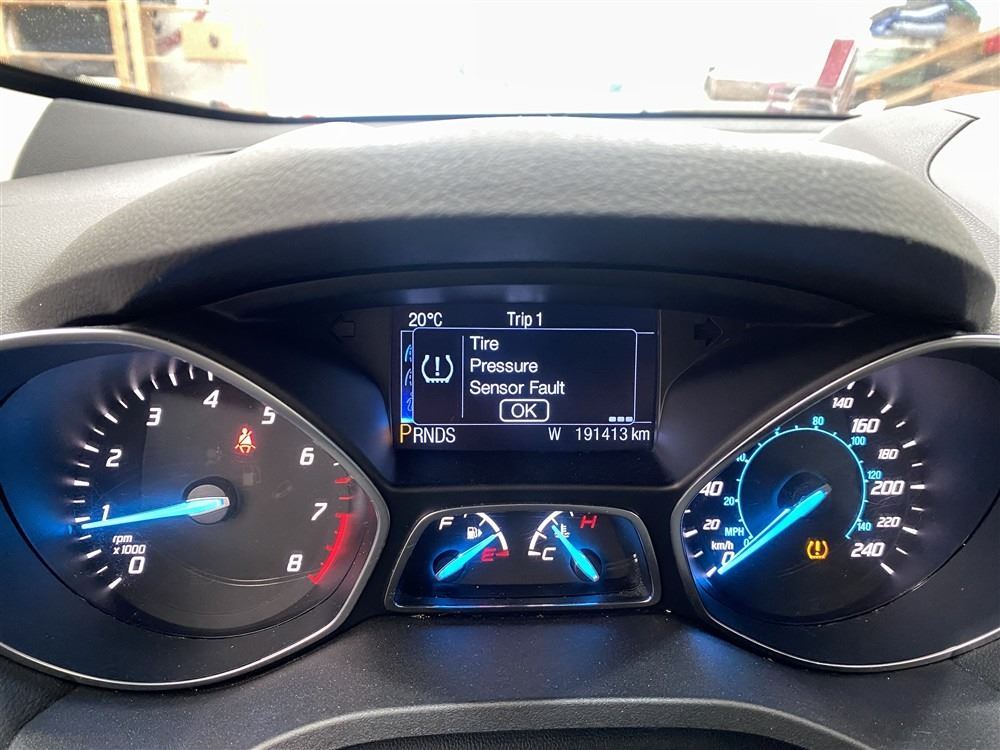 20°C Trip 1
Tire
Pressure
Sensor Fault
OK
PRNDS W 191413 km
0
1
2
3
4
5
6
7
8
rpm
x1000
F E
C H
0
20
40
140
160
180
200
220
240
km/h
MPH
0
20
80
100
120
140